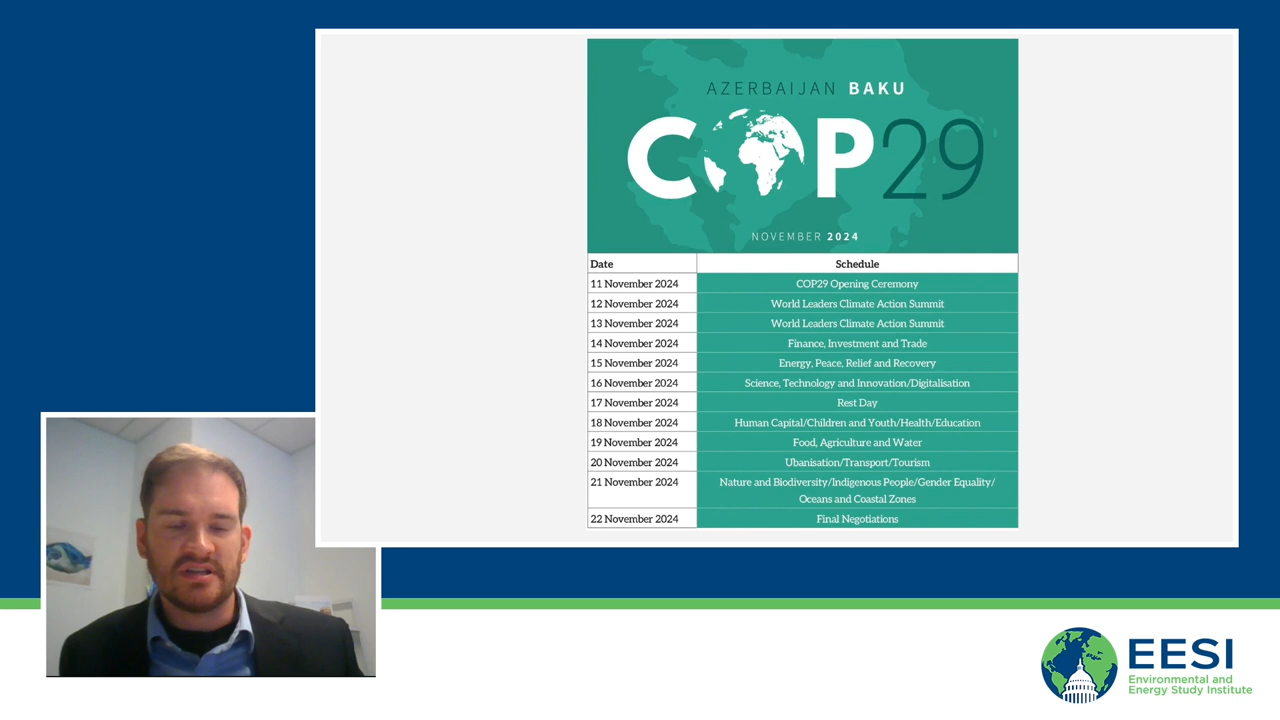 AZERBAIJAN BAKU
COP29
NOVEMBER 2024
Date Schedule
11 November 2024 COP29 Opening Ceremony
12 November 2024 World Leaders Climate Action Summit
13 November 2024 World Leaders Climate Action Summit
14 November 2024 Finance, Investment and Trade
15 November 2024 Energy, Peace, Relief and Recovery
16 November 2024 Science, Technology and Innovation/Digitalisation
17 November 2024 Rest Day
18 November 2024 Human Capital/Children and Youth/Health/Education
19 November 2024 Food, Agriculture and Water
20 November 2024 Ubanisation/Transport/Tourism
21 November 2024 Nature and Biodiversity/Indigenous People/Gender Equality/
Oceans and Coastal Zones
22 November 2024 Final Negotiations
EESI
Environmental and
Energy Study Institute